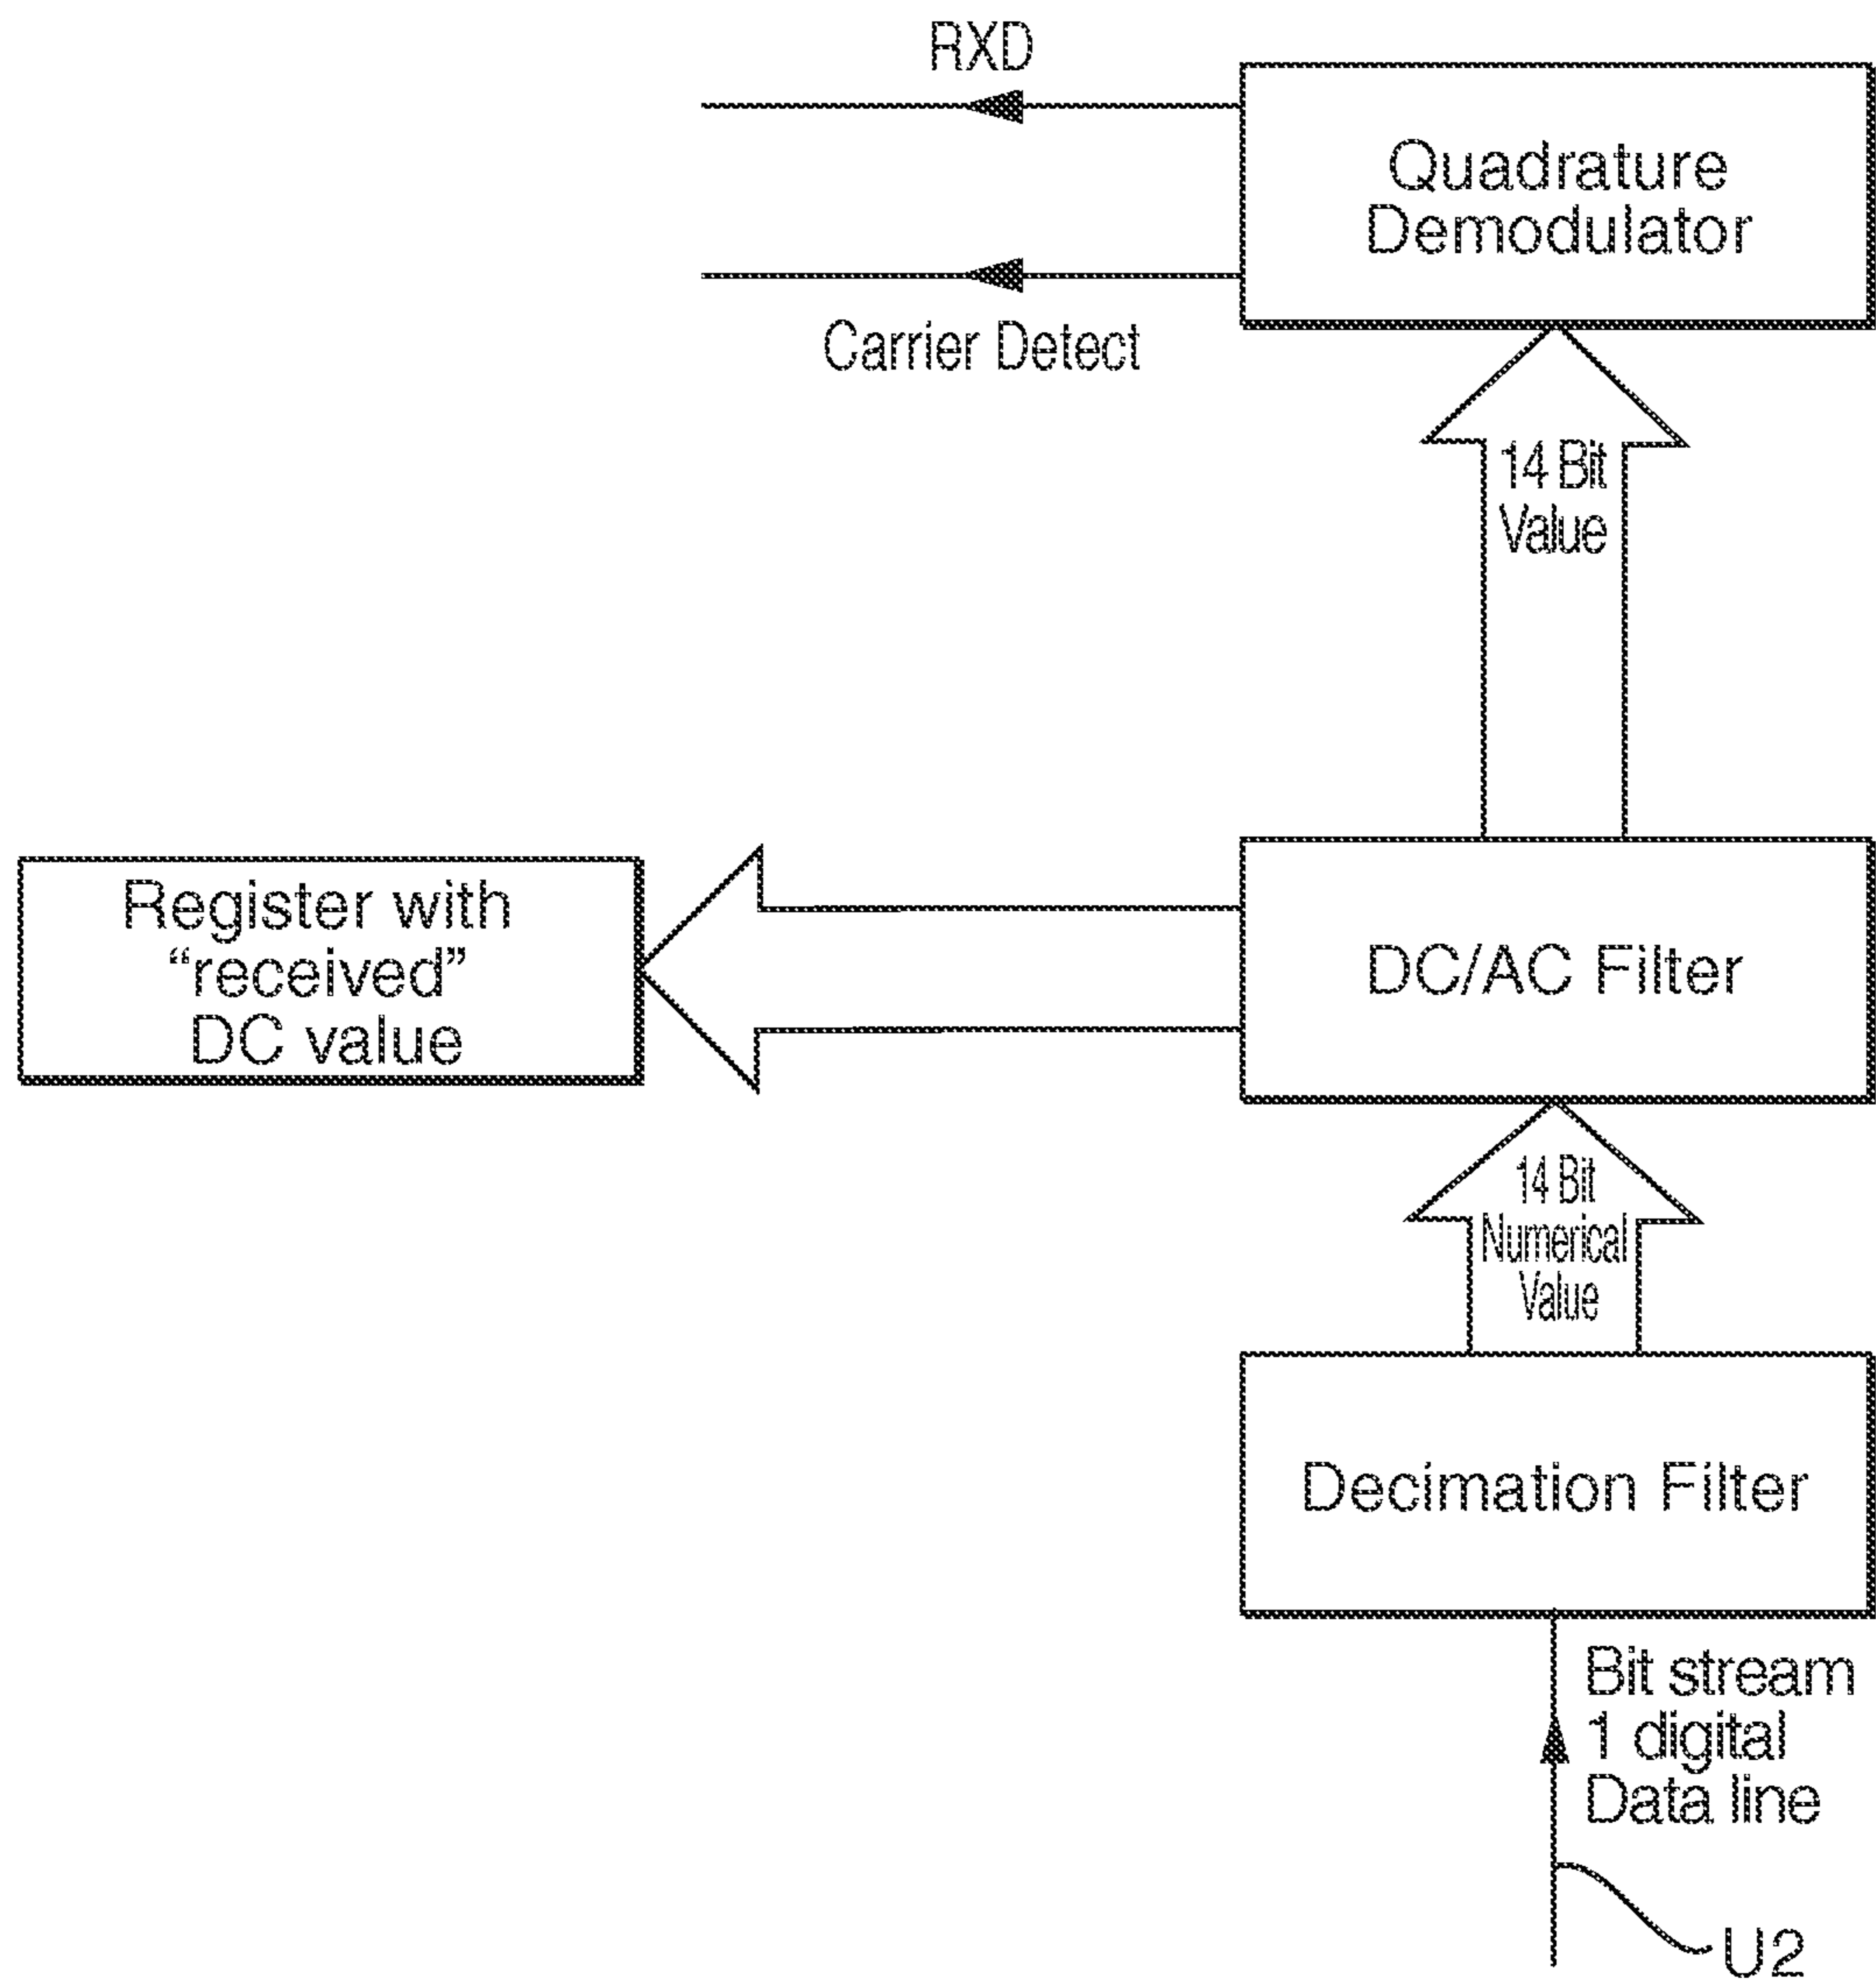 RXD
Quadrature
Demodulator
Carrier Detect
14 Bit
Value
Register with
“received”
DC value
DC/AC Filter
14 Bit
Numerical
Value
Decimation Filter
Bit stream
1 digital
Data line
U2